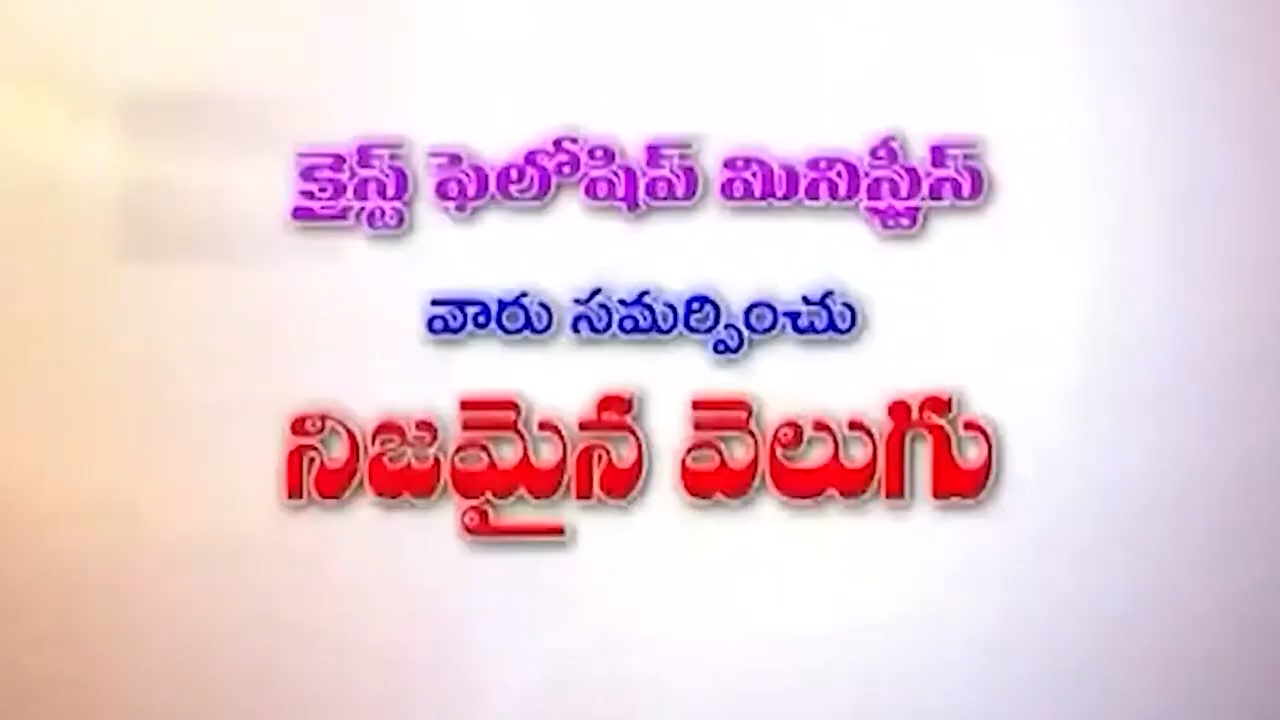 క్రైస్ట్ ఫెలోషిప్ మినిస్ట్రీస్
వారు సమర్పించు
నిజమైన వెలుగు